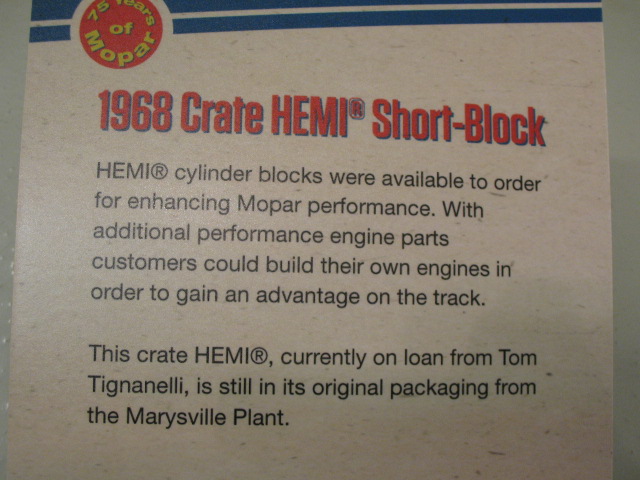 75 Years
of
Mopar
1968 Crate HEMI® Short-Block
HEMI® cylinder blocks were available to order
for enhancing Mopar performance. With
additional performance engine parts
customers could build their own engines in
order to gain an advantage on the track.
This crate HEMI®, currently on loan from Tom
Tignanelli, is still in its original packaging from
the Marysville Plant.